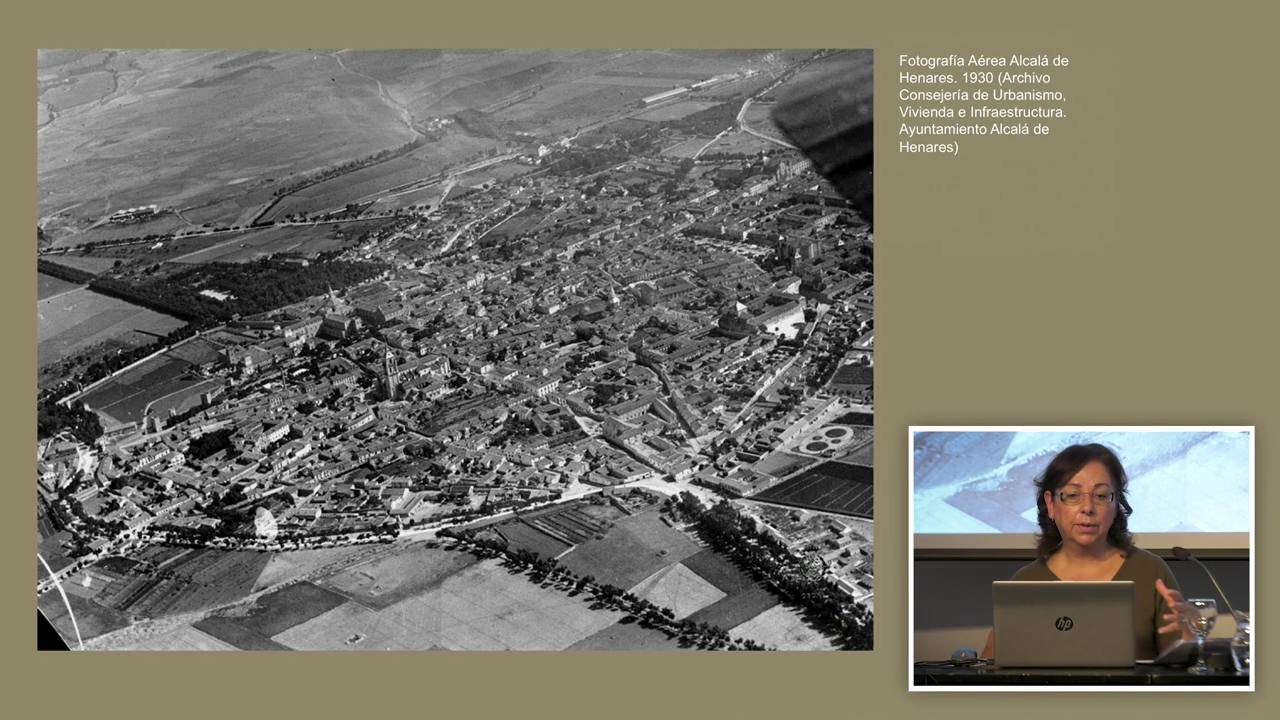 Fotografía Aérea Alcalá de
Henares. 1930 (Archivo
Consejería de Urbanismo,
Vivienda e Infraestructura.
Ayuntamiento Alcalá de
Henares)
hp